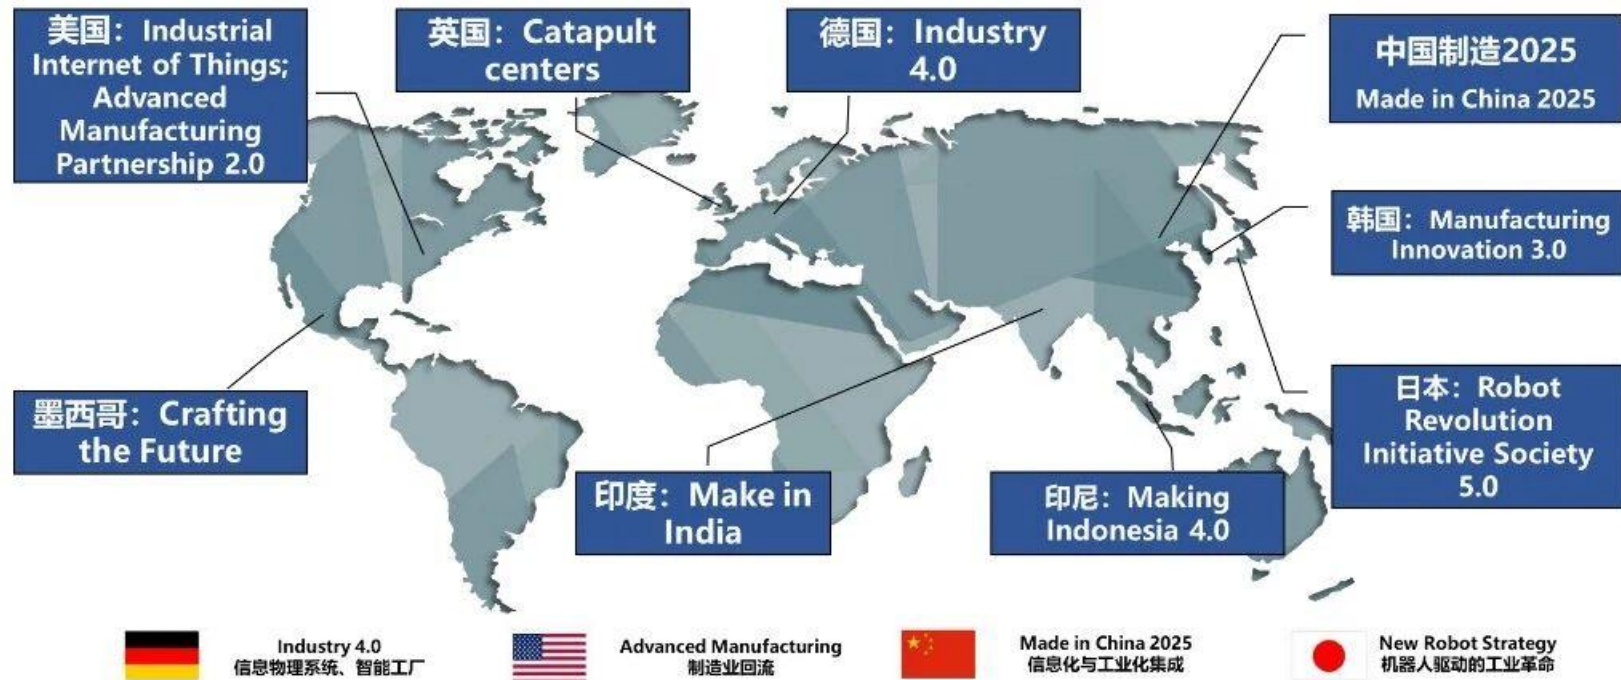 美国：Industrial
Internet of Things;
Advanced
Manufacturing
Partnership 2.0
英国：Catapult
centers
德国：Industry
4.0
中国制造2025
Made in China 2025
韩国：Manufacturing
Innovation 3.0
墨西哥：Crafting
the Future
印度：Make in
India
印尼：Making
Indonesia 4.0
日本：Robot
Revolution
Initiative Society
5.0
Industry 4.0
信息物理系统、智能工厂
Advanced Manufacturing
制造业回流
Made in China 2025
信息化与工业化集成
New Robot Strategy
机器人驱动的工业革命